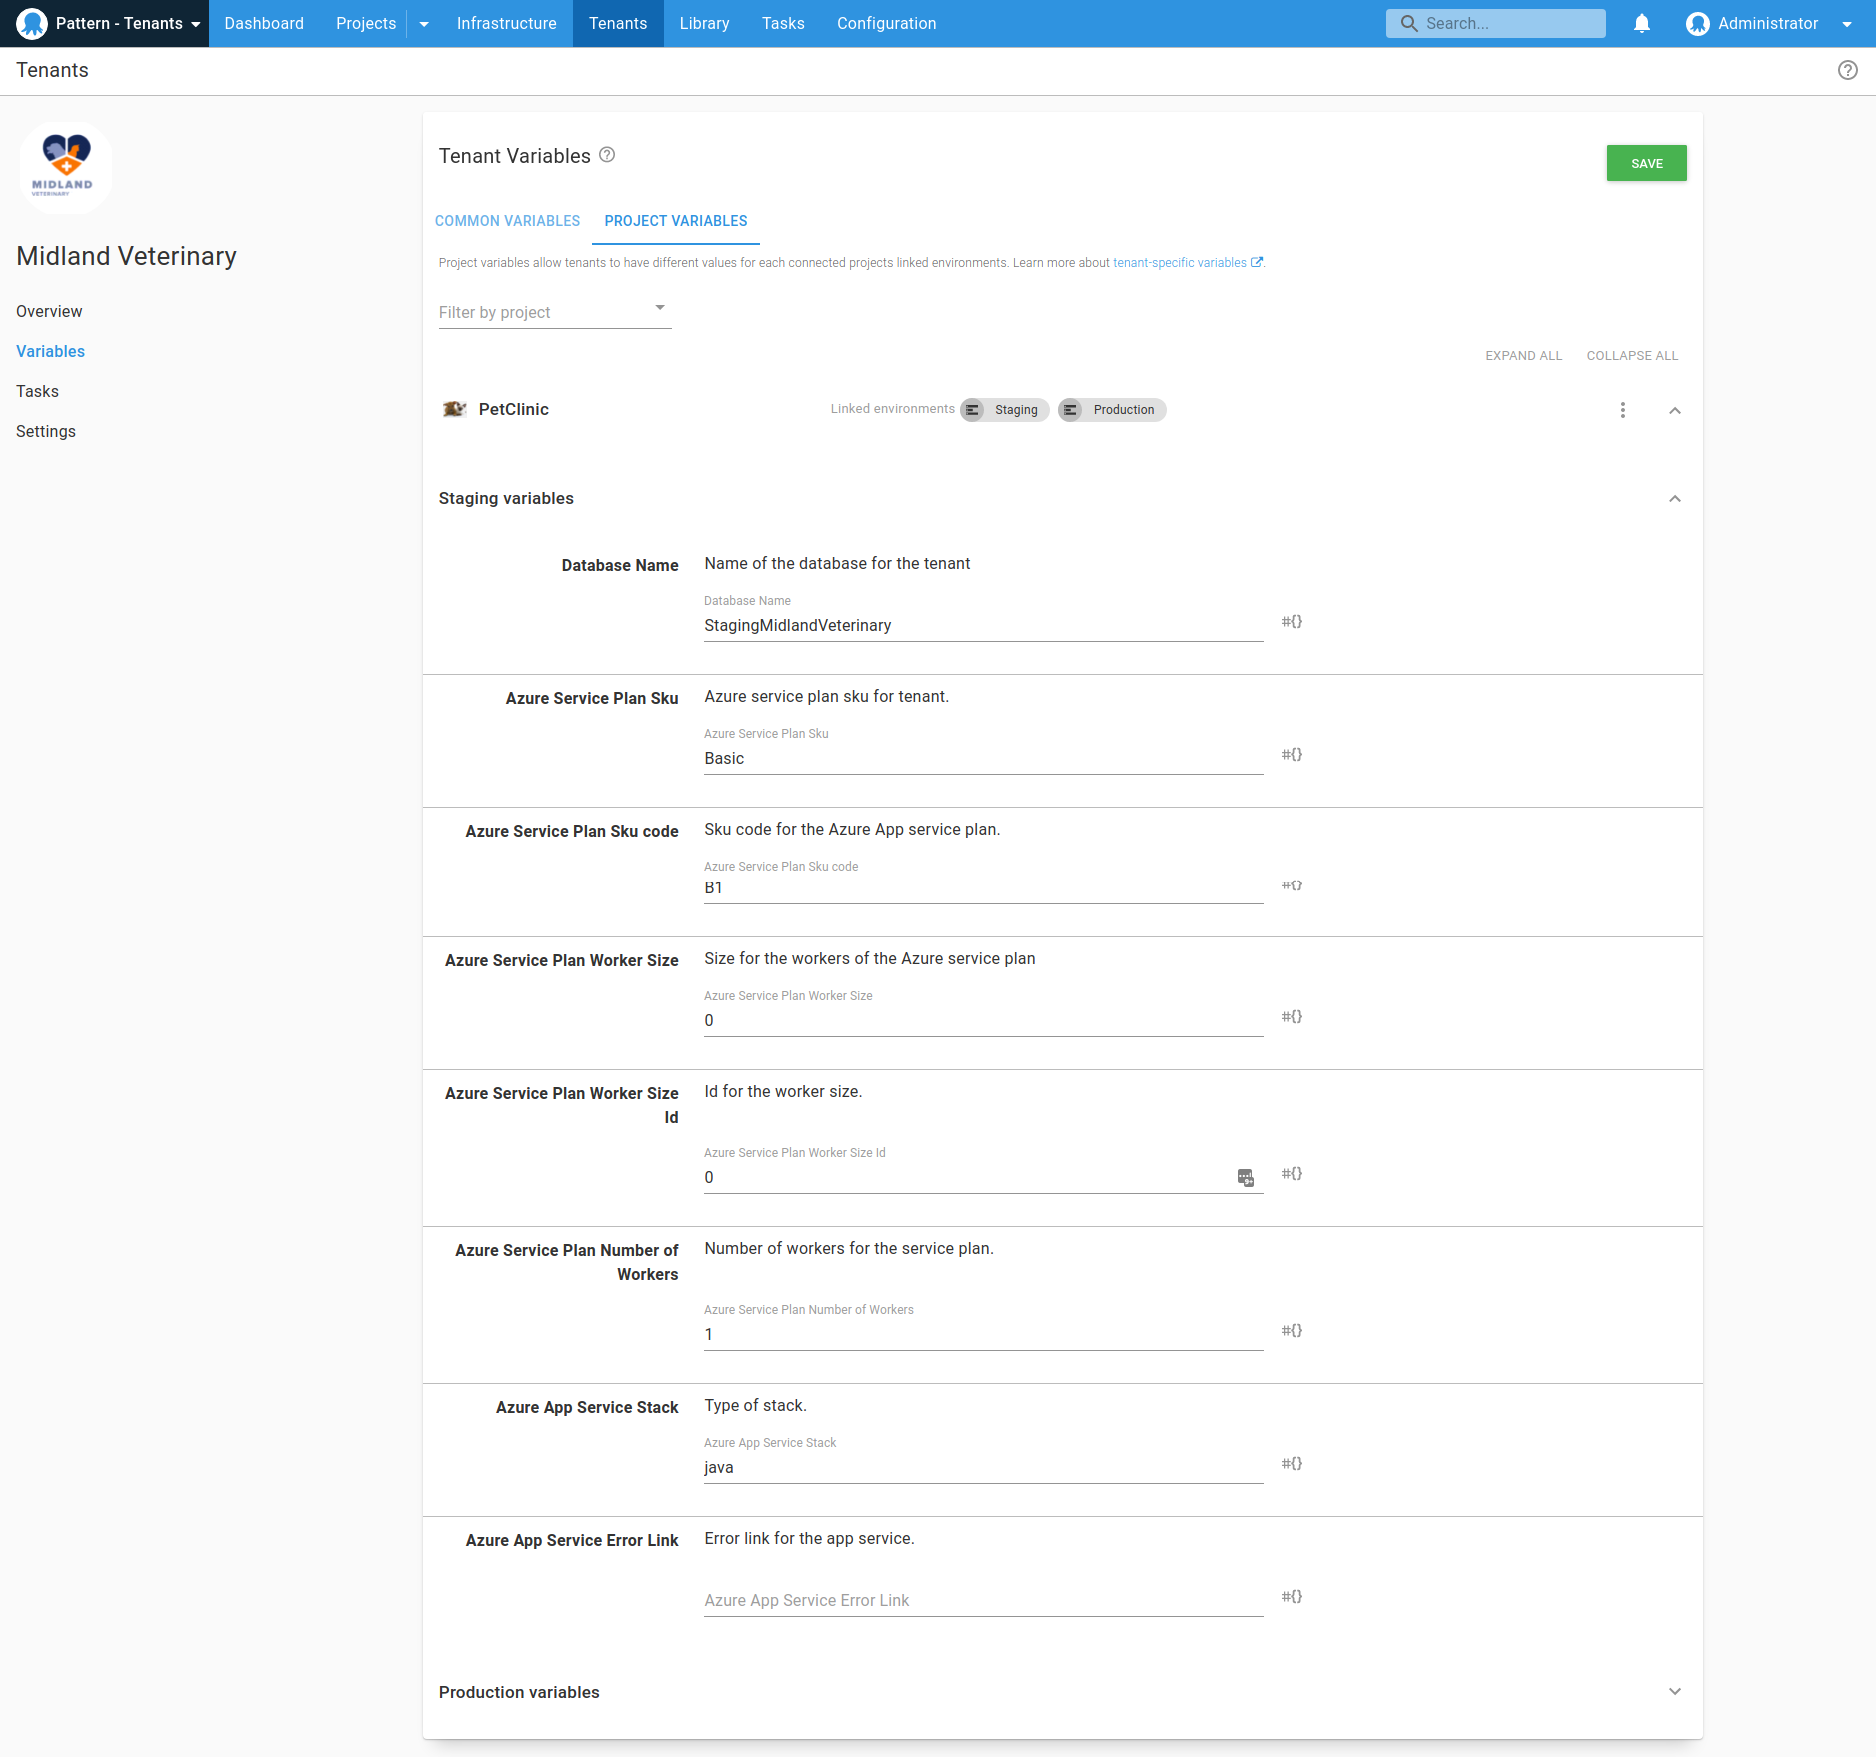 Pattern - Tenants
Dashboard
Projects
Infrastructure
Tenants
Library
Tasks
Configuration
Search...
Administrator
Tenants
MIDLAND
VETERINARY
Midland Veterinary
Overview
Variables
Tasks
Settings
Tenant Variables
SAVE
COMMON VARIABLES
PROJECT VARIABLES
Project variables allow tenants to have different values for each connected projects linked environments. Learn more about tenant-specific variables.
Filter by project
EXPAND ALL
COLLAPSE ALL
PetClinic
Linked environments
Staging
Production
Staging variables
Database Name
Name of the database for the tenant
Database Name
StagingMidlandVeterinary
#{}
Azure Service Plan Sku
Azure service plan sku for tenant.
Azure Service Plan Sku
Basic
#{}
Azure Service Plan Sku code
Sku code for the Azure App service plan.
Azure Service Plan Sku code
B1
#{}
Azure Service Plan Worker Size
Size for the workers of the Azure service plan
Azure Service Plan Worker Size
0
#{}
Azure Service Plan Worker Size
Id
Id for the worker size.
Azure Service Plan Worker Size Id
0
9+
#{}
Azure Service Plan Number of
Workers
Number of workers for the service plan.
Azure Service Plan Number of Workers
1
#{}
Azure App Service Stack
Type of stack.
Azure App Service Stack
java
#{}
Azure App Service Error Link
Error link for the app service.
Azure App Service Error Link
#{}
Production variables